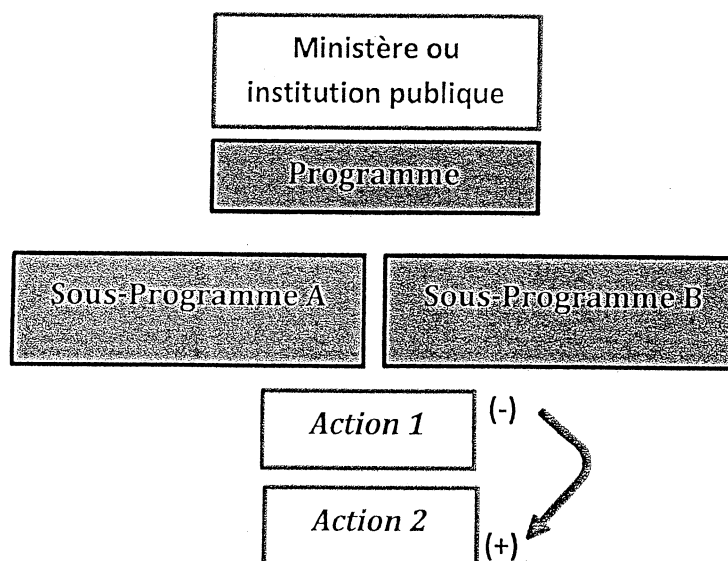 Ministère ou
institution publique
Programme
Sous-Programme A
Sous-Programme B
Action 1
(-)
Action 2
(+)